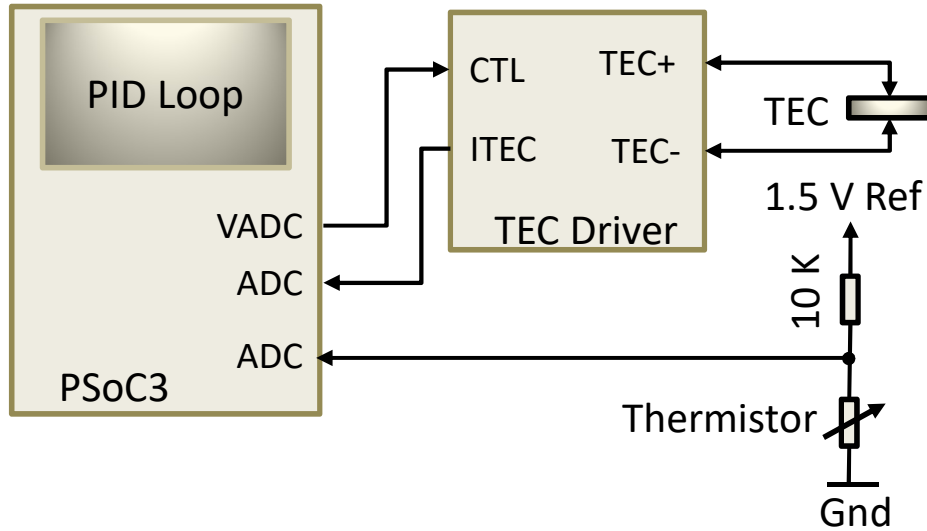 PID Loop
VADC
ADC
ADC
PSoC3
CTL
ITEC
TEC+
TEC-
TEC Driver
TEC
1.5 V Ref
10 K
Thermistor
Gnd